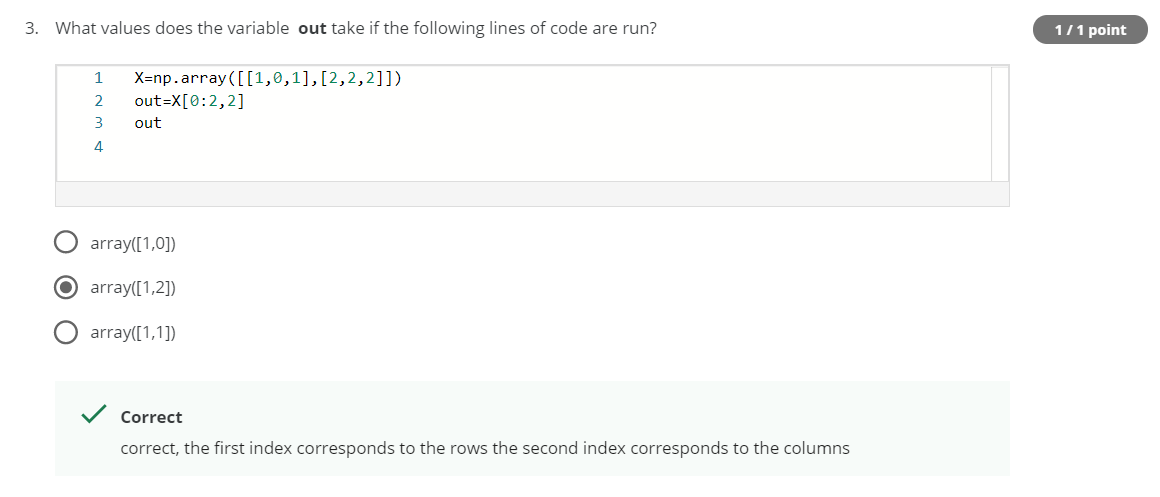 3. What values does the variable out take if the following lines of code are run?
1 / 1 point
1 X=np.array([[1,0,1],[2,2,2]])
2 out=X[0:2,2]
3 out
4
array([1,0])
array([1,2])
array([1,1])
Correct
correct, the first index corresponds to the rows the second index corresponds to the columns